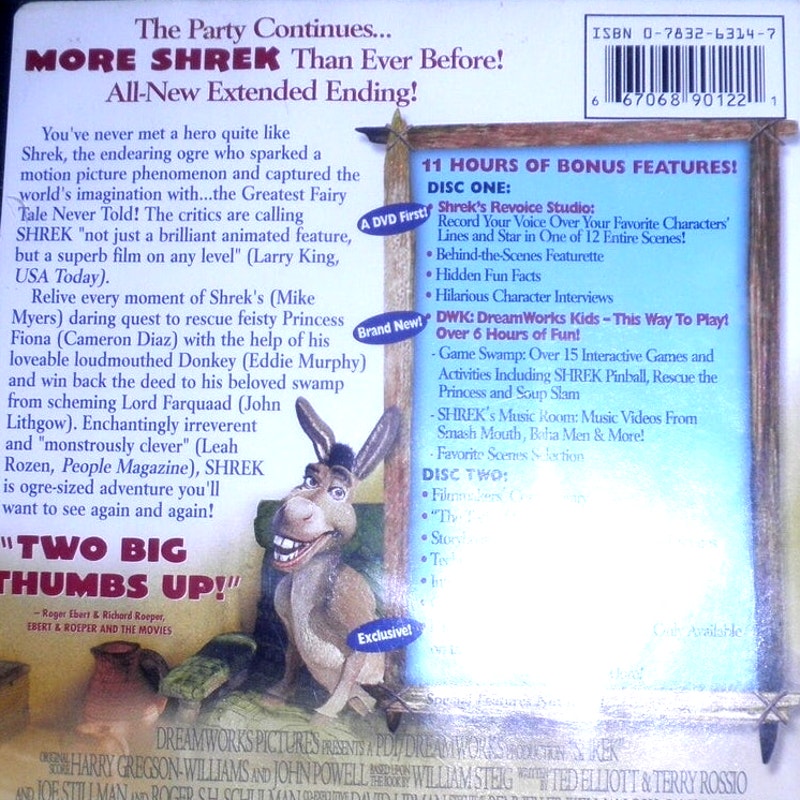 The Party Continues...
MORE SHREK Than Ever Before!
All-New Extended Ending!
ISBN 0-7832-6314-7
6 67068 90122 1
You've never met a hero quite like
Shrek, the endearing ogre who sparked a
motion picture phenomenon and captured the
world's imagination with...the Greatest Fairy
Tale Never Told! The critics are calling
SHREK "not just a brilliant animated feature,
but a superb film on any level" (Larry King,
USA Today).
Relive every moment of Shrek's (Mike
Myers) daring quest to rescue feisty Princess
Fiona (Cameron Diaz) with the help of his
loveable loudmouthed Donkey (Eddie Murphy)
and win back the deed to his beloved swamp
from scheming Lord Farquaad (John
Lithgow). Enchantingly irreverent
and "monstrously clever" (Leah
Rozen, People Magazine), SHREK
is ogre-sized adventure you'll
want to see again and again!
"TWO BIG
THUMBS UP!"
– Roger Ebert & Richard Roeper,
EBERT & ROEPER AND THE MOVIES
11 HOURS OF BONUS FEATURES!
DISC ONE:
A DVD First!
• Shrek's Revoice Studio:
Record Your Voice Over Your Favorite Characters'
Lines and Star in One of 12 Entire Scenes!
• Behind-the-Scenes Featurette
• Hidden Fun Facts
• Hilarious Character Interviews
Brand New!
• DWK: DreamWorks Kids – This Way To Play!
Over 6 Hours of Fun!
- Game Swamp: Over 15 Interactive Games and
Activities Including SHREK Pinball, Rescue the
Princess and Soup Slam
- SHREK's Music Room: Music Videos From
Smash Mouth, Baha Men & More!
- Favorite Scenes Selection
DISC TWO:
• Filmmakers'
• "The
Exclusive!
Only Available
Special Features
DREAMWORKS PICTURES PRESENTS A PDI/DREAMWORKS PRODUCTION "SHREK"
ORIGINAL SCORE HARRY GREGSON-WILLIAMS AND JOHN POWELL BASED UPON THE BOOK BY WILLIAM STEIG WRITTEN BY TED ELLIOTT & TERRY ROSSIO
AND JOE STILLMAN AND ROGER S.H. SCHULMAN